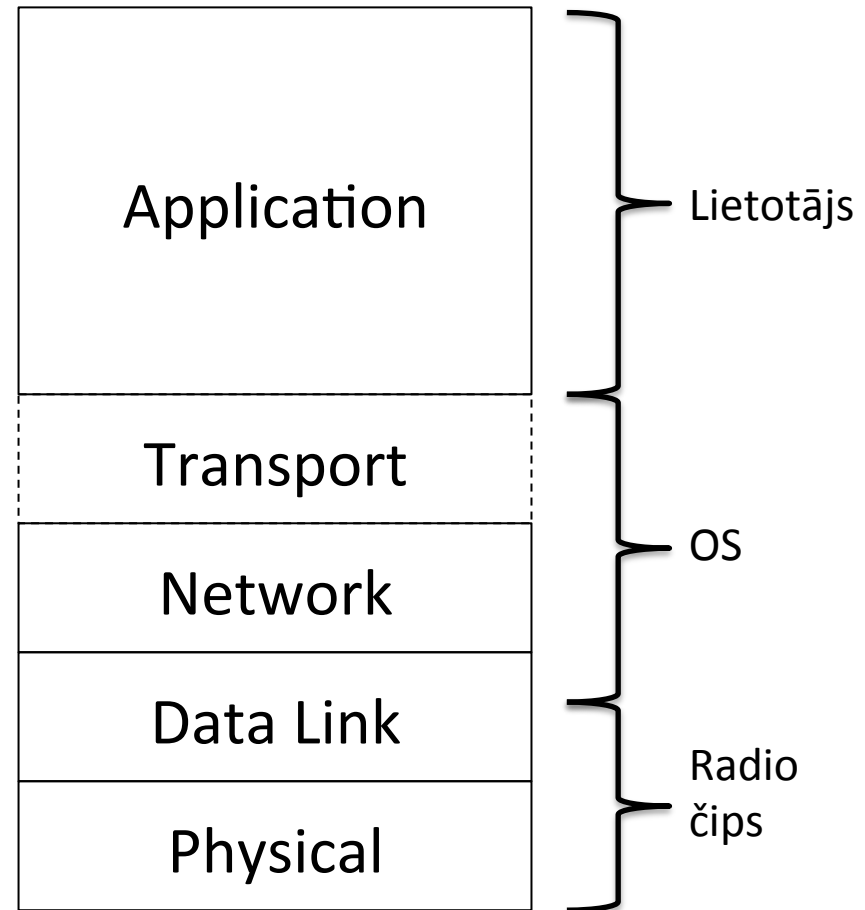 Application
Lietotājs
Transport
OS
Network
Data Link
Radio
čips
Physical